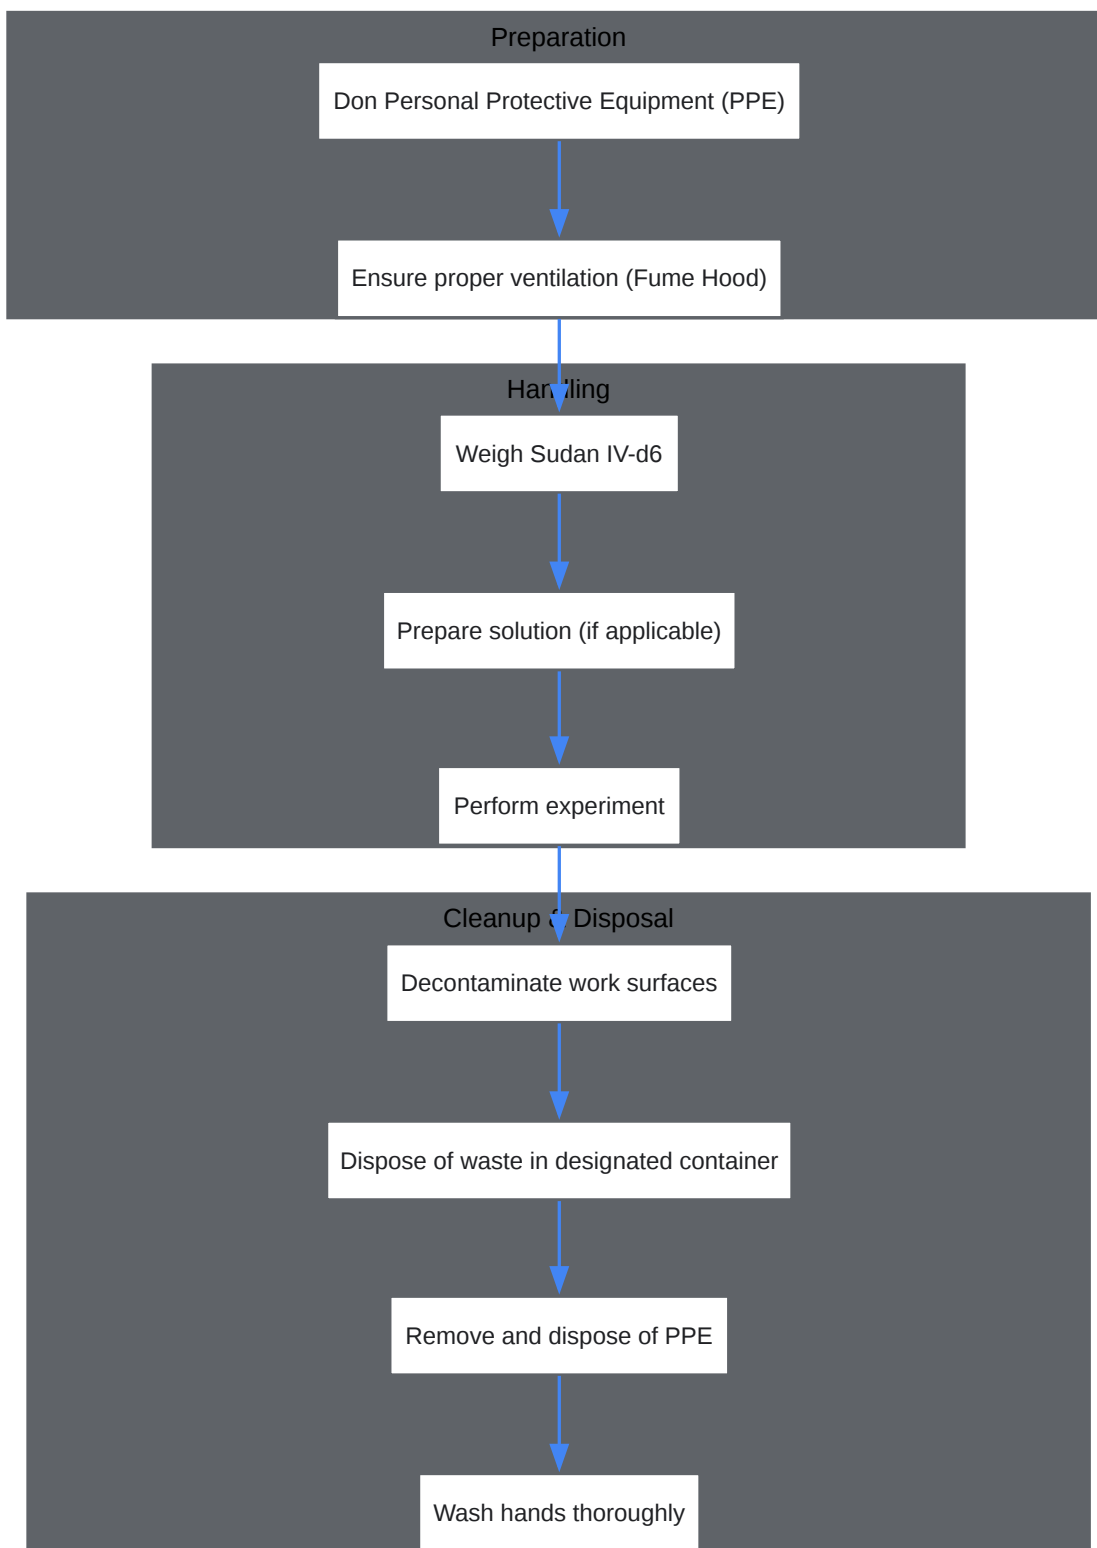 Preparation
Don Personal Protective Equipment (PPE)
Ensure proper ventilation (Fume Hood)
Handling
Weigh Sudan IV-d6
Prepare solution (if applicable)
Perform experiment
Cleanup & Disposal
Decontaminate work surfaces
Dispose of waste in designated container
Remove and dispose of PPE
Wash hands thoroughly